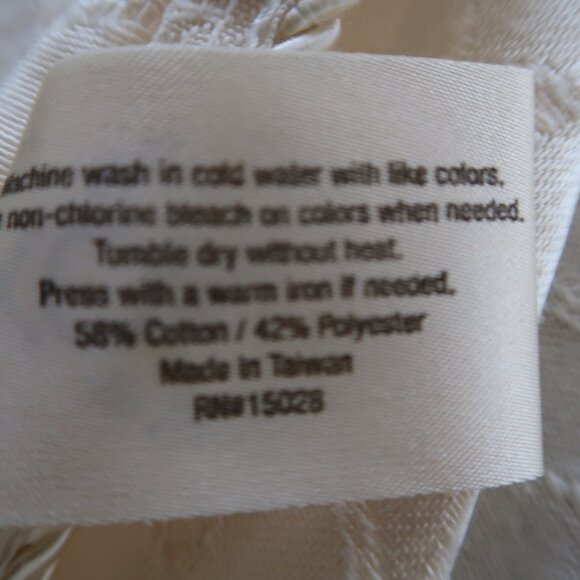 achine wash in cold water with like colors.
non-chlorine bleach on colors when needed.
Tumble dry without heat.
Press with a warm iron if needed.
58% Cotton / 42% Polyester
Made in Taiwan
RN#15028